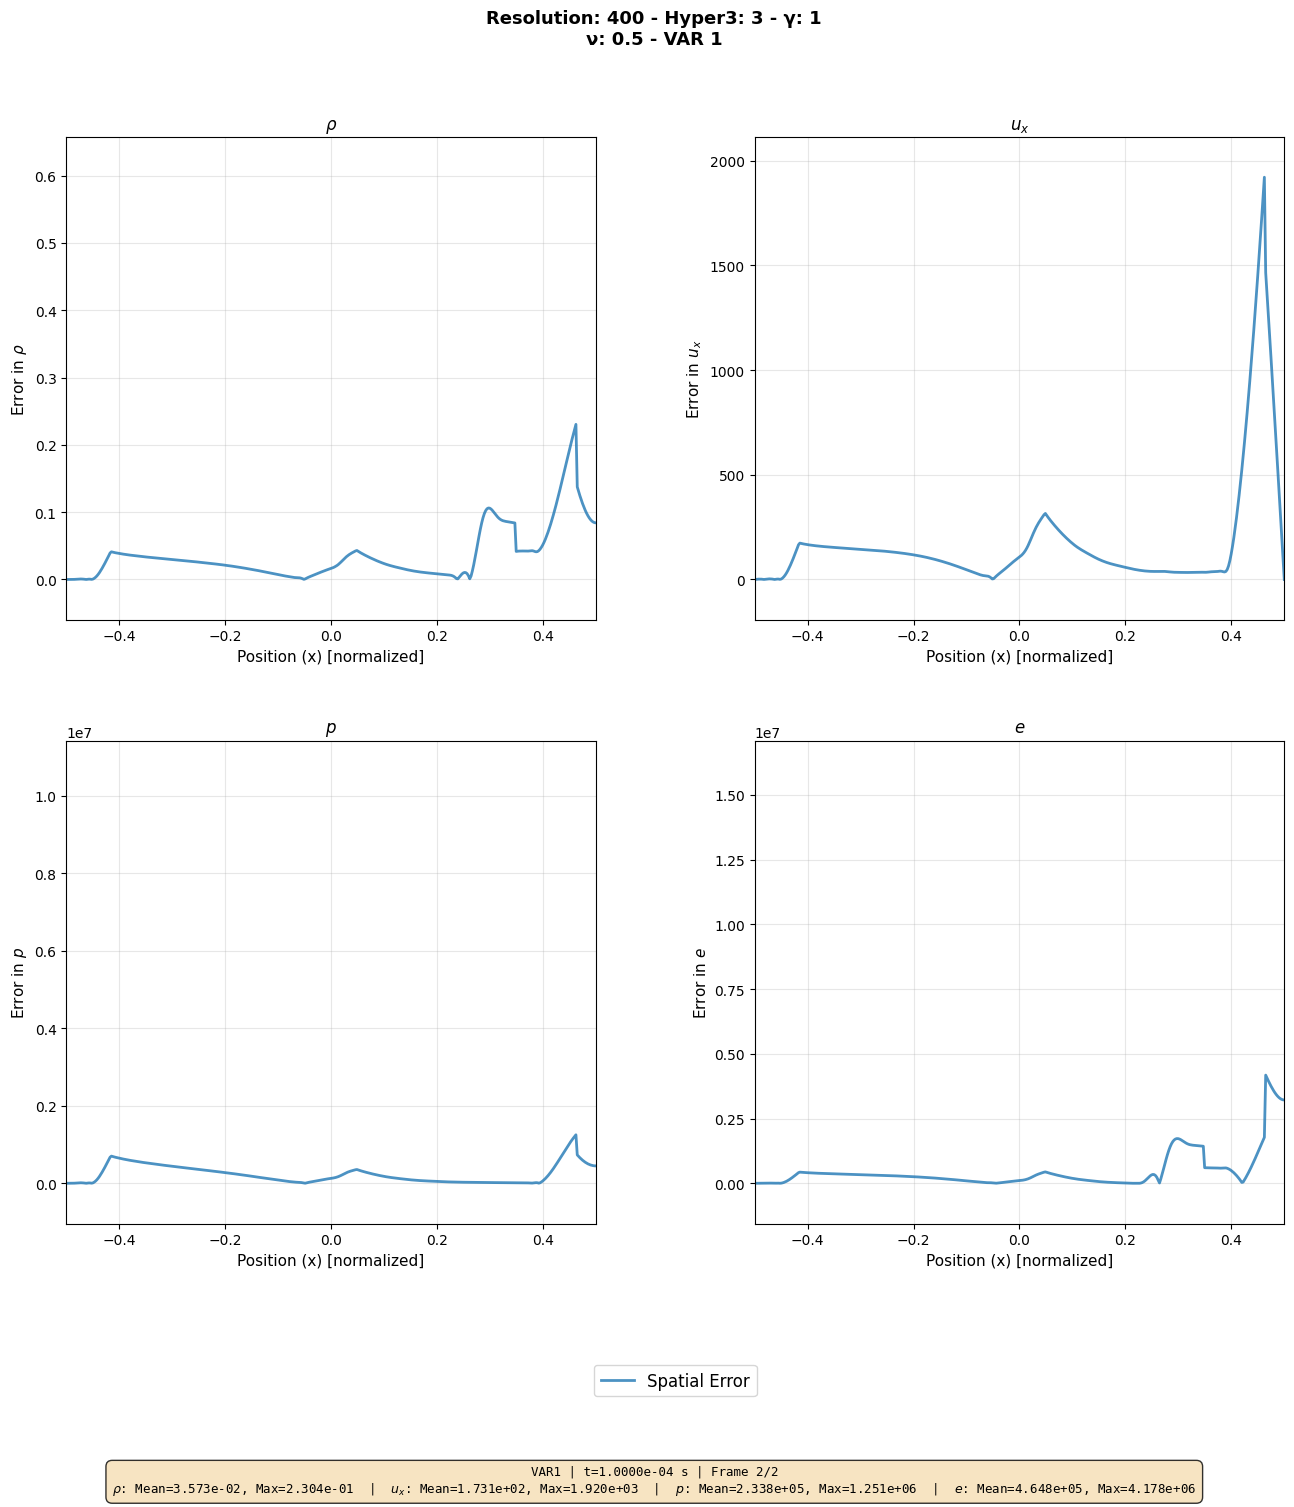 Resolution: 400 - Hyper3: 3 - γ: 1
ν: 0.5 - VAR 1
ρ
Error in ρ
0.6
0.5
0.4
0.3
0.2
0.1
0.0
−0.4 −0.2 0.0 0.2 0.4
Position (x) [normalized]
uₓ
Error in uₓ
2000
1500
1000
500
0
−0.4 −0.2 0.0 0.2 0.4
Position (x) [normalized]
p
1e7
Error in p
1.0
0.8
0.6
0.4
0.2
0.0
−0.4 −0.2 0.0 0.2 0.4
Position (x) [normalized]
e
1e7
Error in e
1.50
1.25
1.00
0.75
0.50
0.25
0.00
−0.4 −0.2 0.0 0.2 0.4
Position (x) [normalized]
Spatial Error
VAR1 | t=1.0000e-04 s | Frame 2/2
ρ: Mean=3.573e-02, Max=2.304e-01 | uₓ: Mean=1.731e+02, Max=1.920e+03 | p: Mean=2.338e+05, Max=1.251e+06 | e: Mean=4.648e+05, Max=4.178e+06